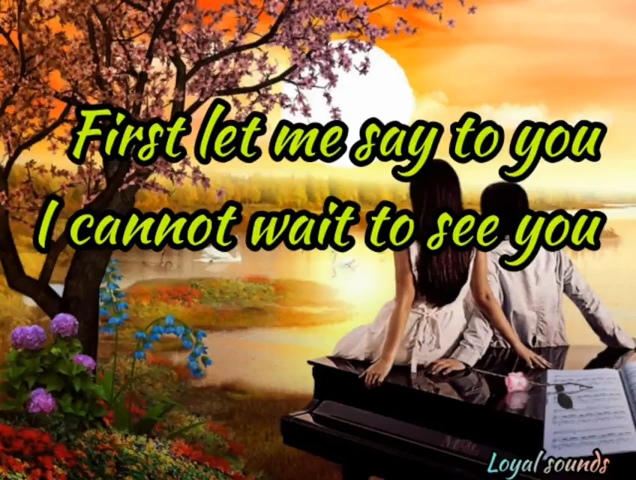 First let me say to you
I cannot wait to see you
Loyal sounds